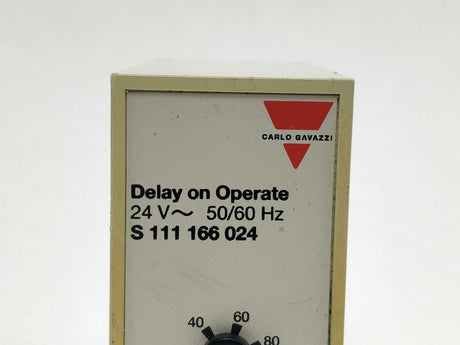 CARLO GAVAZZI
Delay on Operate
24 V～ 50/60 Hz
S 111 166 024
60
40
80